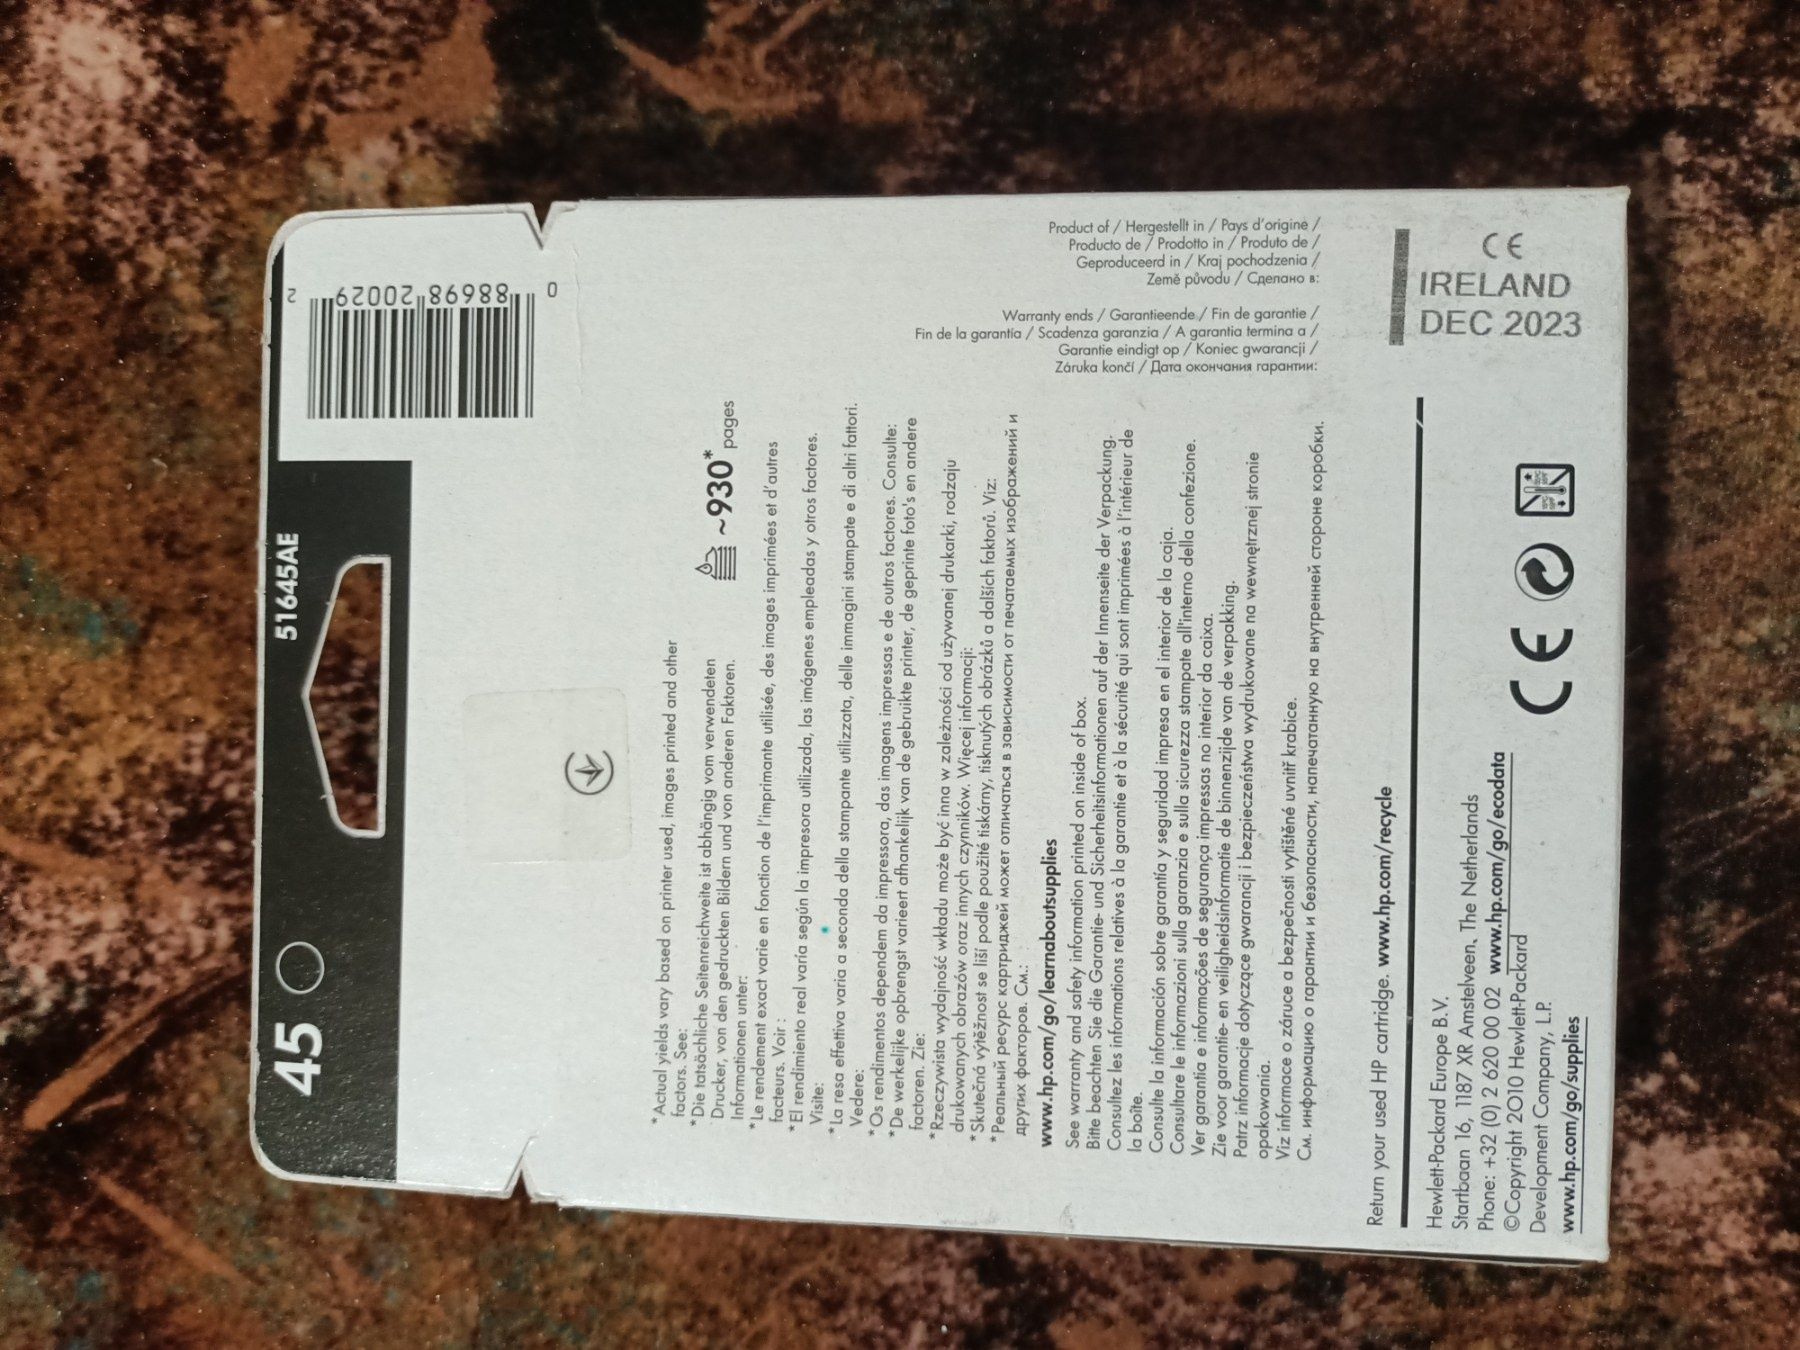 45
51645AE
0
88698 20029
2
~930* pages
*Actual yields vary based on printer used, images printed and other
factors. See:
*Die tatsächliche Seitenreichweite ist abhängig vom verwendeten
Drucker, von den gedruckten Bildern und von anderen Faktoren.
Informationen unter:
*Le rendement exact varie en fonction de l'imprimante utilisée, des images imprimées et d'autres
facteurs. Voir :
*El rendimiento real varía según la impresora utilizada, las imágenes empleadas y otros factores.
Visite:
*La resa effettiva varia a seconda della stampante utilizzata, delle immagini stampate e di altri fattori.
Vedere:
*Os rendimentos dependem da impressora, das imagens impressas e de outros factores. Consulte:
*De werkelijke opbrengst varieert afhankelijk van de gebruikte printer, de geprinte foto's en andere
factoren. Zie:
*Rzeczywista wydajność wkładu może być inna w zależności od używanej drukarki, rodzaju
drukowanych obrazów oraz innych czynników. Więcej informacji:
*Skutečná výtěžnost se liší podle použité tiskárny, tisknutých obrázků a dalších faktorů. Viz:
*Реальный ресурс картриджей может отличаться в зависимости от печатаемых изображений и
других факторов. См.:
www.hp.com/go/learnaboutsupplies
See warranty and safety information printed on inside of box.
Bitte beachten Sie die Garantie- und Sicherheitsinformationen auf der Innenseite der Verpackung.
Consultez les informations relatives à la garantie et à la sécurité qui sont imprimées à l'intérieur de
la boîte.
Consulte la información sobre garantía y seguridad impresa en el interior de la caja.
Consultare le informazioni sulla garanzia e sulla sicurezza stampate all'interno della confezione.
Ver garantia e informações de segurança impressas no interior da caixa.
Zie voor garantie- en veiligheidsinformatie de binnenzijde van de verpakking.
Patrz informacje dotyczące gwarancji i bezpieczeństwa wydrukowane na wewnętrznej stronie
opakowania.
Viz informace o záruce a bezpečnosti vytištěné uvnitř krabice.
См. информацию о гарантии и безопасности, напечатанную на внутренней стороне коробки.
Return your used HP cartridge. www.hp.com/recycle
Hewlett-Packard Europe B.V.
Startbaan 16, 1187 XR Amstelveen, The Netherlands
Phone: +32 (0) 2 620 00 02 www.hp.com/go/ecodata
©Copyright 2010 Hewlett-Packard
Development Company, L.P.
www.hp.com/go/supplies
CE
Product of / Hergestellt in / Pays d'origine /
Producto de / Prodotto in / Produto de /
Geproduceerd in / Kraj pochodzenia /
Země původu / Сделано в:
Warranty ends / Garantieende / Fin de garantie /
Fin de la garantía / Scadenza garanzia / A garantia termina a /
Garantie eindigt op / Koniec gwarancji /
Záruka končí / Дата окончания гарантии:
CE
IRELAND
DEC 2023